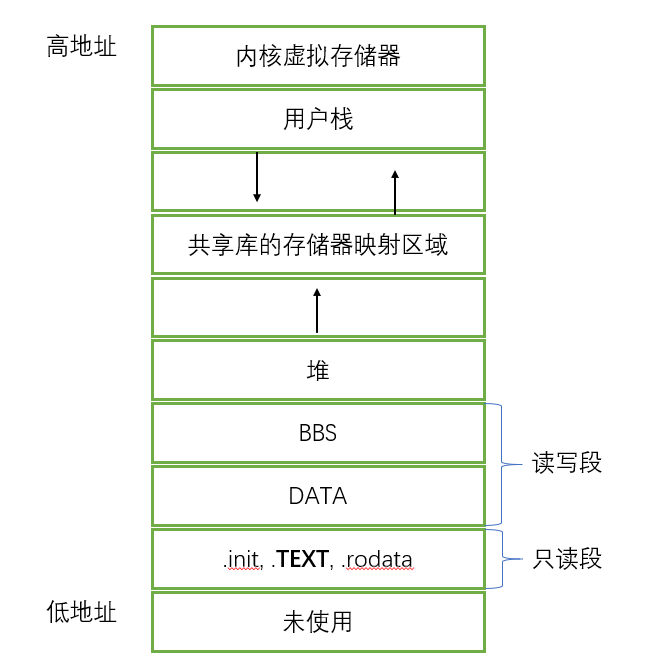 高地址
内核虚拟存储器
用户栈
共享库的存储器映射区域
堆
BBS
DATA
读写段
.init, .TEXT, .rodata
只读段
低地址
未使用